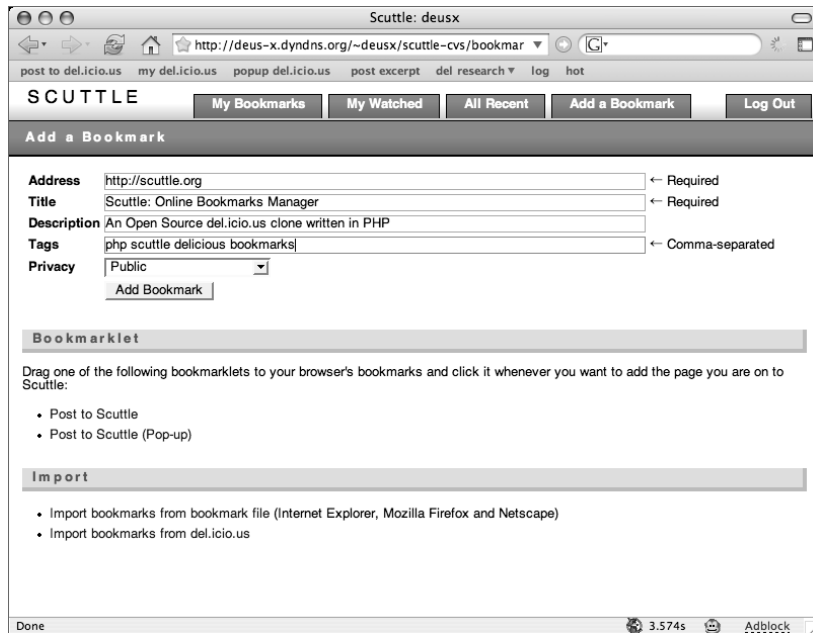 Scuttle: deusx
http://deus-x.dyndns.org/~deusx/scuttle-cvs/bookmar G
post to del.icio.us my del.icio.us popup del.icio.us post excerpt del research ▾ log hot
SCUTTLE My Bookmarks My Watched All Recent Add a Bookmark Log Out
Add a Bookmark
Address http://scuttle.org ← Required
Title Scuttle: Online Bookmarks Manager ← Required
Description An Open Source del.icio.us clone written in PHP
Tags php scuttle delicious bookmarks ← Comma-separated
Privacy Public
Add Bookmark
Bookmarklet
Drag one of the following bookmarklets to your browser's bookmarks and click it whenever you want to add the page you are on to
Scuttle:
• Post to Scuttle
• Post to Scuttle (Pop-up)
Import
• Import bookmarks from bookmark file (Internet Explorer, Mozilla Firefox and Netscape)
• Import bookmarks from del.icio.us
Done 3.574s Adblock